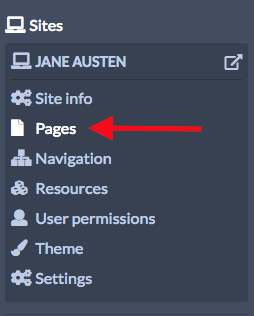 Sites
JANE AUSTEN
Site info
Pages
Navigation
Resources
User permissions
Theme
Settings